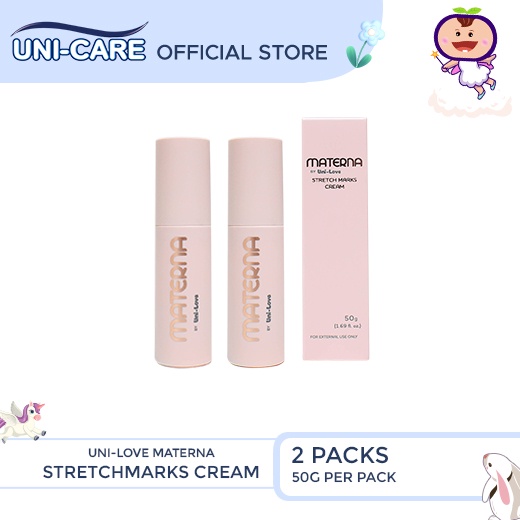 UNI-CARE OFFICIAL STORE
MATERNA
BY Uni-Love
MATERNA
BY Uni-Love
MATERNA
BY Uni-Love
STRETCH MARKS
CREAM
50g
[1.69 fl. oz.]
FOR EXTERNAL USE ONLY
UNI-LOVE MATERNA
STRETCHMARKS CREAM
2 PACKS
50G PER PACK